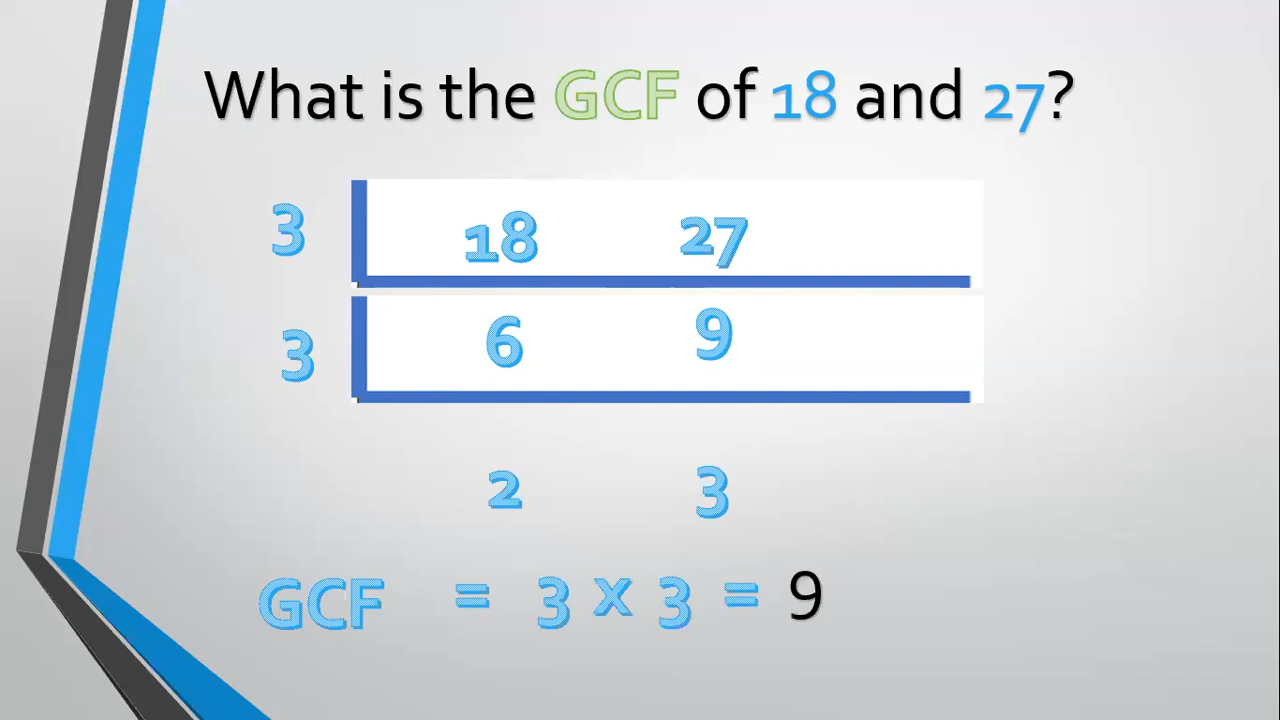 What is the GCF of 18 and 27?
3 18 27
3 6 9
2 3
GCF = 3 x 3 = 9